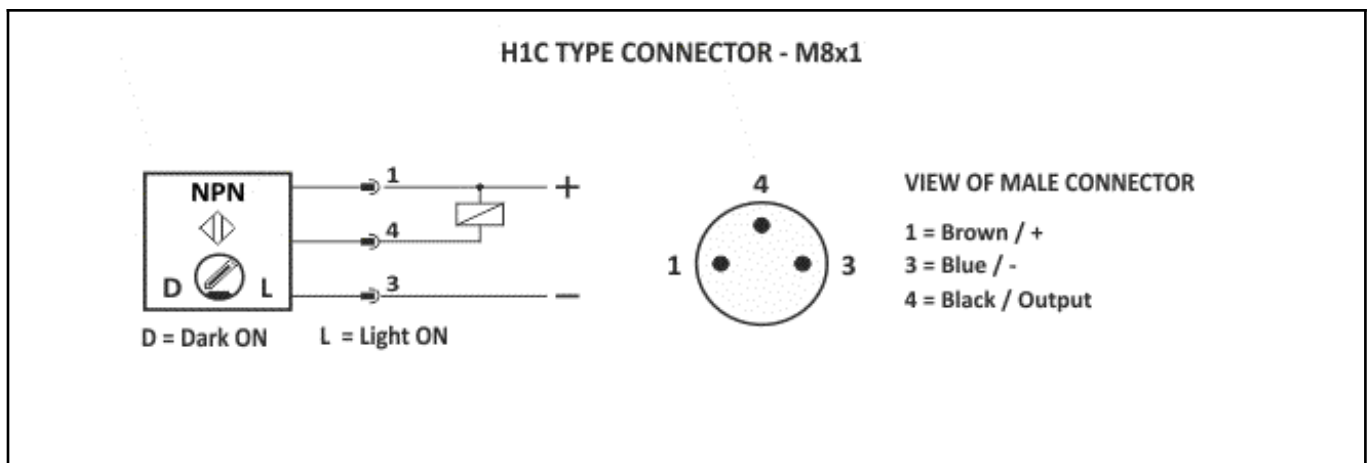 H1C TYPE CONNECTOR - M8x1
NPN
D L
D = Dark ON L = Light ON
1
4
3
+
−
4
1 3
VIEW OF MALE CONNECTOR
1 = Brown / +
3 = Blue / -
4 = Black / Output